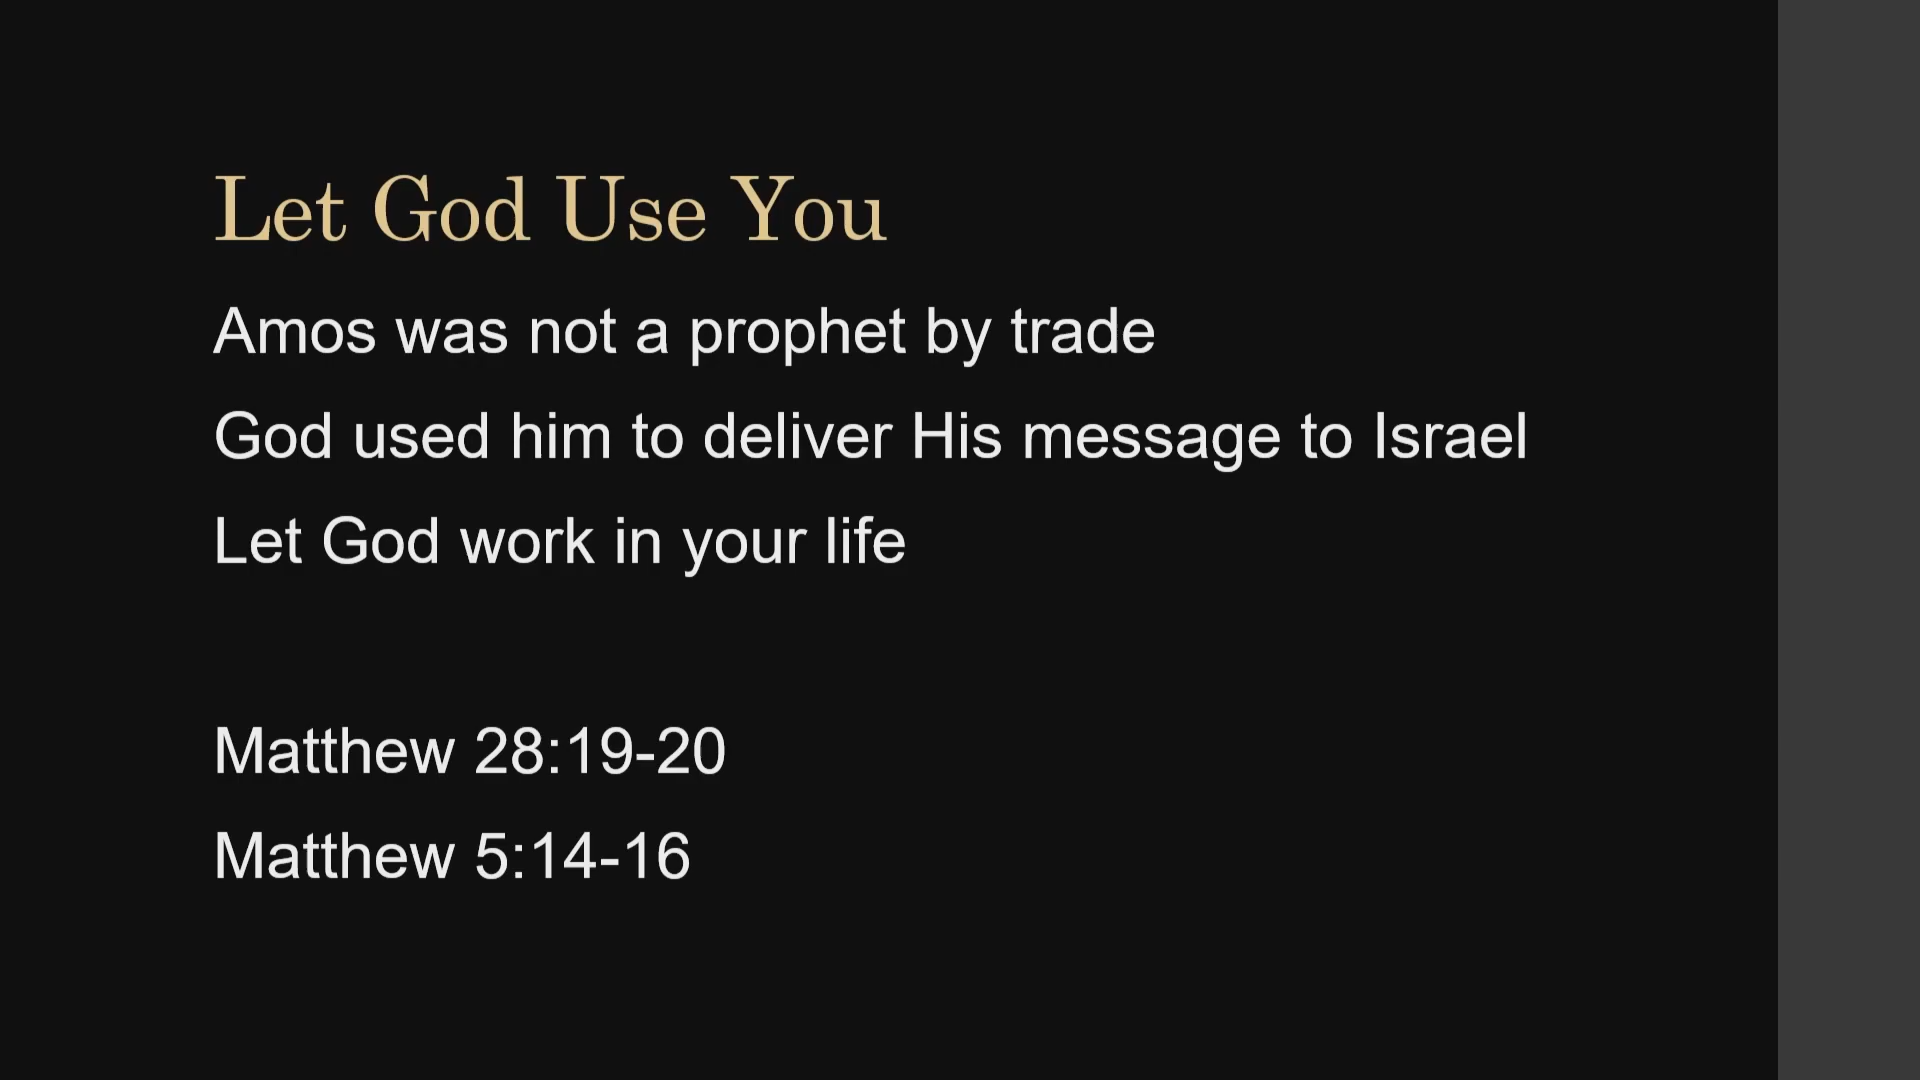 Let God Use You
Amos was not a prophet by trade
God used him to deliver His message to Israel
Let God work in your life
Matthew 28:19-20
Matthew 5:14-16